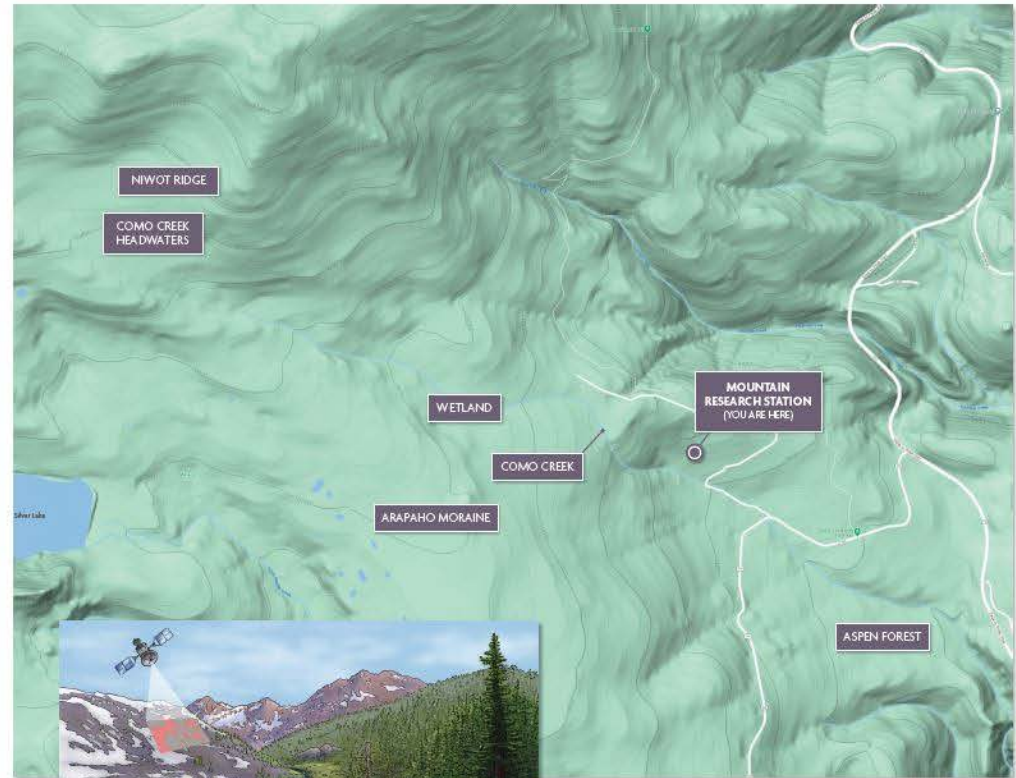 NIWOT RIDGE
COMO CREEK
HEADWATERS
MOUNTAIN
RESEARCH STATION
(YOU ARE HERE)
WETLAND
COMO CREEK
Silver Lake
ARAPAHO MORAINE
ASPEN FOREST